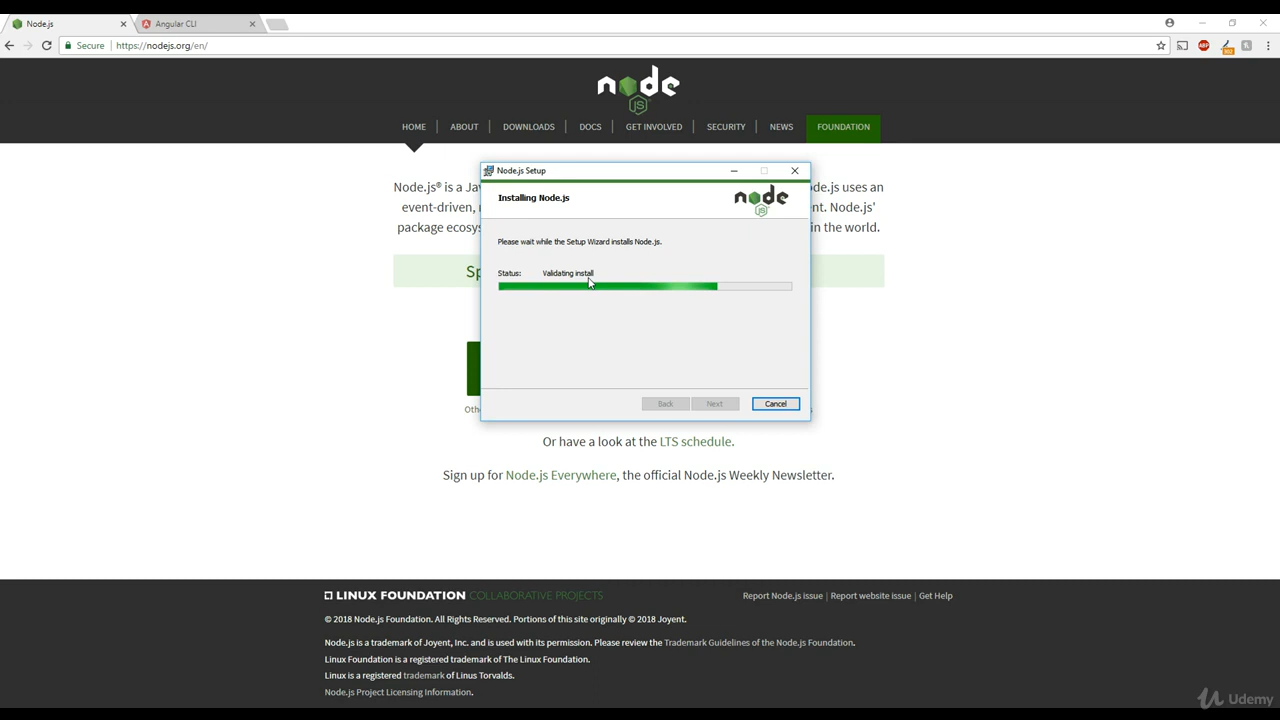 Node.js
Angular CLI
Secure
https://nodejs.org/en/
ABP
node
JS
HOME
ABOUT
DOWNLOADS
DOCS
GET INVOLVED
SECURITY
NEWS
FOUNDATION
Node.js® is a Ja
de.js uses an
event-driven,
nt. Node.js'
package ecosys
in the world.
Sp
Node.js Setup
Installing Node.js
node
JS
Please wait while the Setup Wizard installs Node.js.
Status: Validating install
Back
Next
Cancel
Oth
Or have a look at the LTS schedule.
Sign up for Node.js Everywhere, the official Node.js Weekly Newsletter.
LINUX FOUNDATION COLLABORATIVE PROJECTS
Report Node.js issue | Report website issue | Get Help
© 2018 Node.js Foundation. All Rights Reserved. Portions of this site originally © 2018 Joyent.
Node.js is a trademark of Joyent, Inc. and is used with its permission. Please review the Trademark Guidelines of the Node.js Foundation.
Linux Foundation is a registered trademark of The Linux Foundation.
Linux is a registered trademark of Linus Torvalds.
Node.js Project Licensing Information.
Udemy